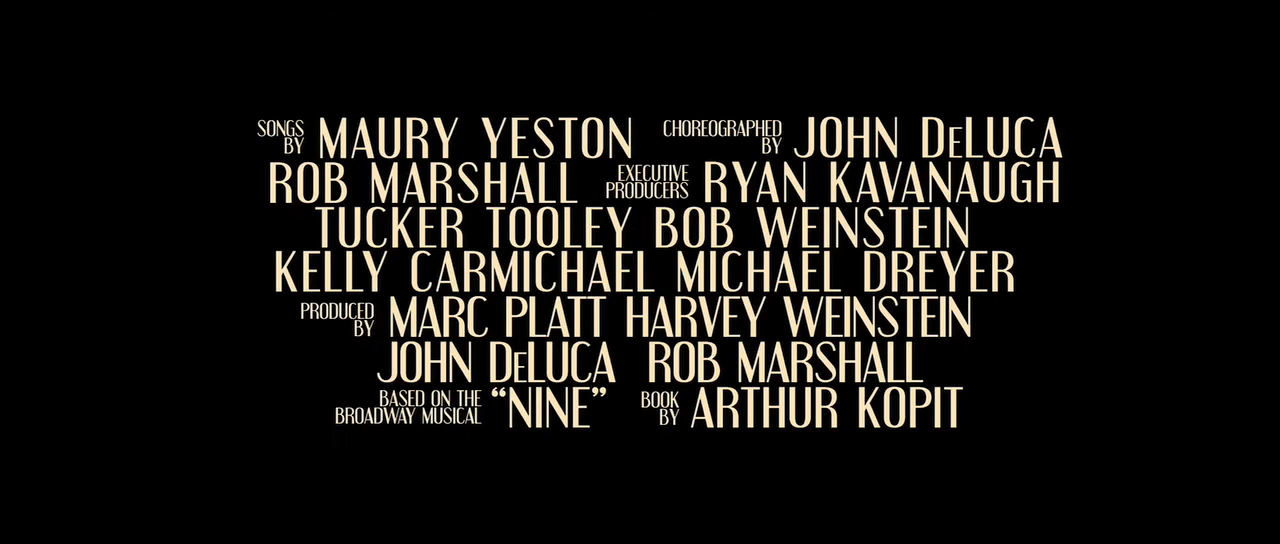 SONGS BY MAURY YESTON CHOREOGRAPHED BY JOHN DeLUCA
ROB MARSHALL EXECUTIVE PRODUCERS RYAN KAVANAUGH
TUCKER TOOLEY BOB WEINSTEIN
KELLY CARMICHAEL MICHAEL DREYER
PRODUCED BY MARC PLATT HARVEY WEINSTEIN
JOHN DeLUCA ROB MARSHALL
BASED ON THE BROADWAY MUSICAL “NINE” BOOK BY ARTHUR KOPIT